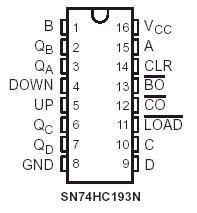 B 1 16 VCC
QB 2 15 A
QA 3 14 CLR
DOWN 4 13 BO
UP 5 12 CO
QC 6 11 LOAD
QD 7 10 C
GND 8 9 D
SN74HC193N